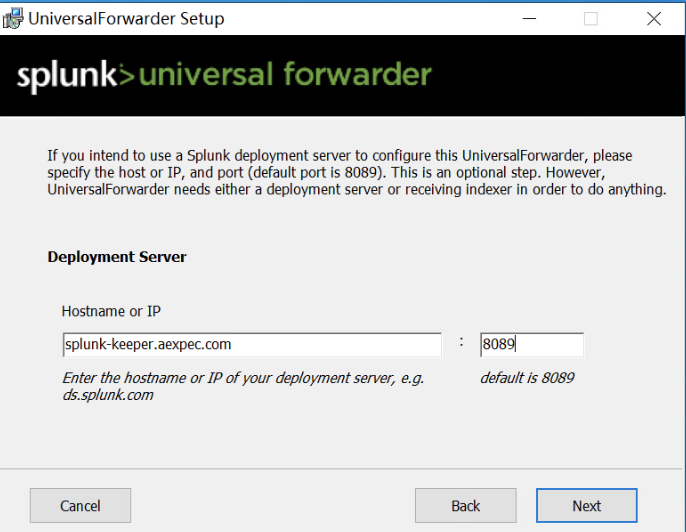 UniversalForwarder Setup
splunk>universal forwarder
If you intend to use a Splunk deployment server to configure this UniversalForwarder, please
specify the host or IP, and port (default port is 8089). This is an optional step. However,
UniversalForwarder needs either a deployment server or receiving indexer in order to do anything.
Deployment Server
Hostname or IP
splunk-keeper.aexpec.com : 8089
Enter the hostname or IP of your deployment server, e.g. default is 8089
ds.splunk.com
Cancel Back Next